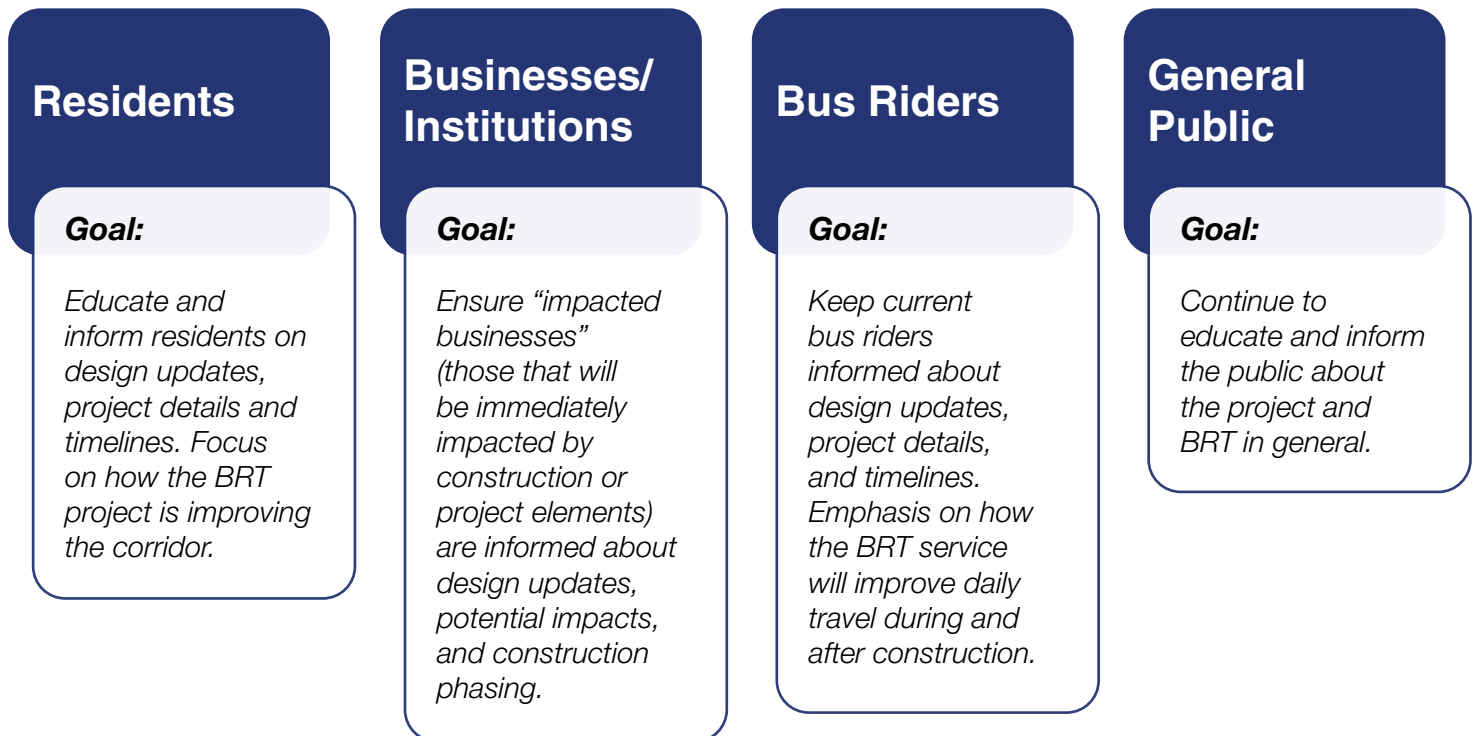 Residents
Goal:
Educate and
inform residents on
design updates,
project details and
timelines. Focus
on how the BRT
project is improving
the corridor.
Businesses/
Institutions
Goal:
Ensure “impacted
businesses”
(those that will
be immediately
impacted by
construction or
project elements)
are informed about
design updates,
potential impacts,
and construction
phasing.
Bus Riders
Goal:
Keep current
bus riders
informed about
design updates,
project details,
and timelines.
Emphasis on how
the BRT service
will improve daily
travel during and
after construction.
General
Public
Goal:
Continue to
educate and inform
the public about
the project and
BRT in general.